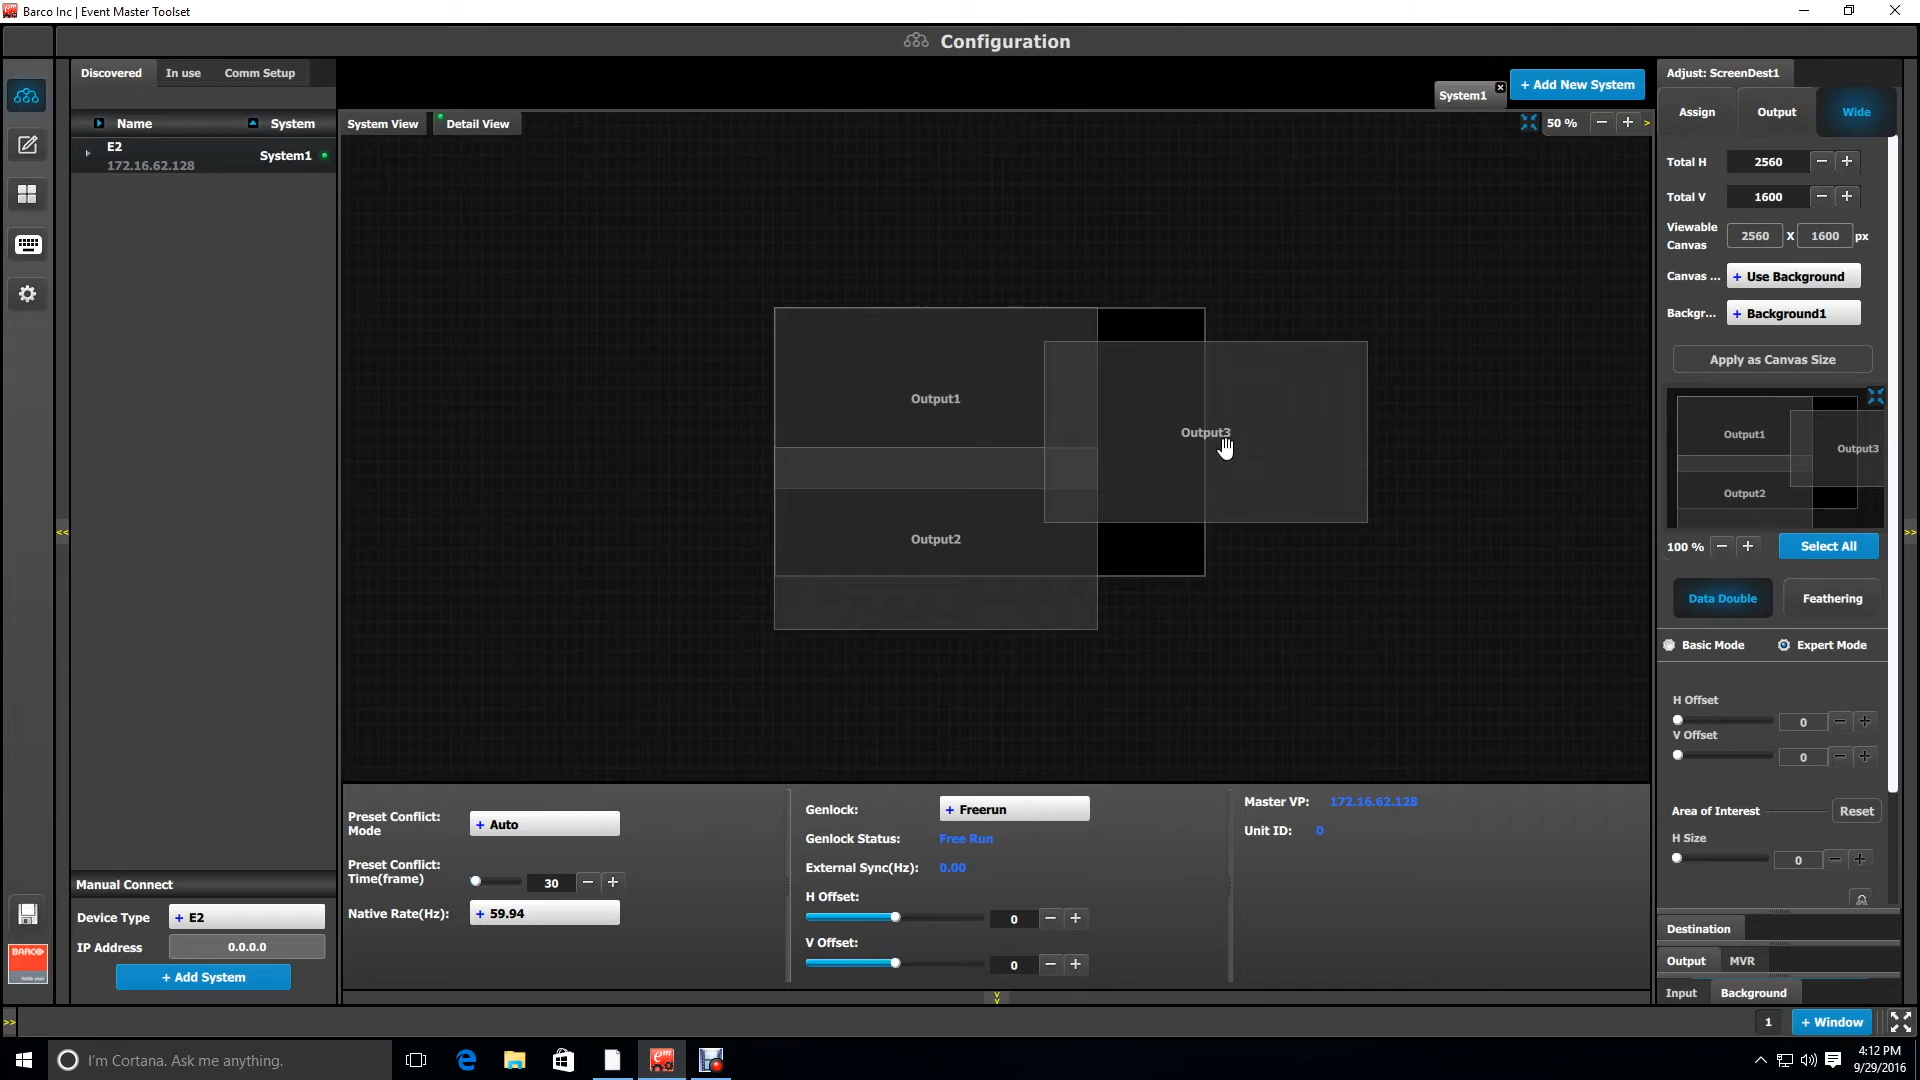 Barco Inc | Event Master Toolset
Configuration
Discovered In use Comm Setup
Name System
E2 System1
172.16.62.128
Manual Connect
Device Type + E2
IP Address 0.0.0.0
+ Add System
System1 + Add New System
System View Detail View 50 % − + >
Output1
Output3
Output2
Preset Conflict: Mode + Auto
Preset Conflict: Time(frame) 30 − +
Native Rate(Hz): + 59.94
Genlock: + Freerun
Genlock Status: Free Run
External Sync(Hz): 0.00
H Offset:
0 − +
V Offset:
0 − +
Master VP: 172.16.62.128
Unit ID: 0
Adjust: ScreenDest1
Assign Output Wide
Total H 2560 − +
Total V 1600 − +
Viewable Canvas 2560 X 1600 px
Canvas ... + Use Background
Backgr... + Background1
Apply as Canvas Size
Output1
Output3
Output2
100 % − + Select All
Data Double Feathering
Basic Mode Expert Mode
H Offset
0 − +
V Offset
0 − +
Area of Interest Reset
H Size
0 − +
Destination
Output MVR
Input Background
<<
>>
>> 1 + Window
BARCO
I'm Cortana. Ask me anything.
em
4:12 PM
9/29/2016